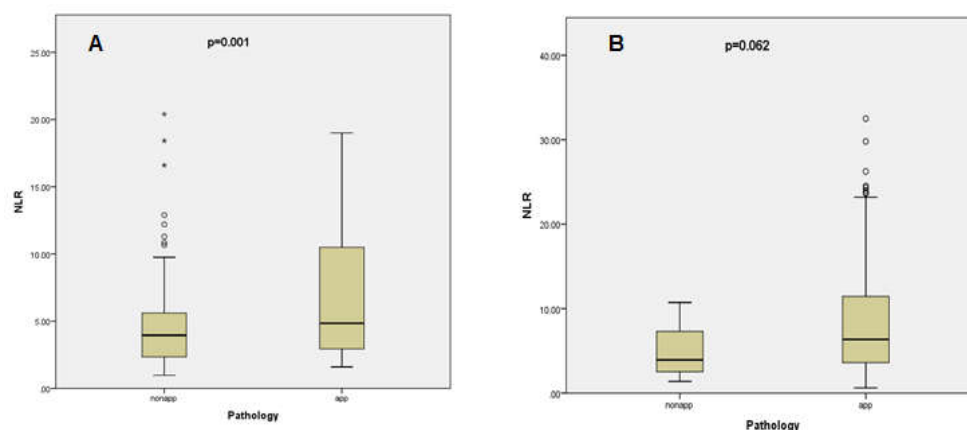 A
p=0.001
25.00
20.00
15.00
10.00
5.00
.00
NLR
nonapp
app
Pathology
B
p=0.062
40.00
30.00
20.00
10.00
.00
NLR
nonapp
app
Pathology